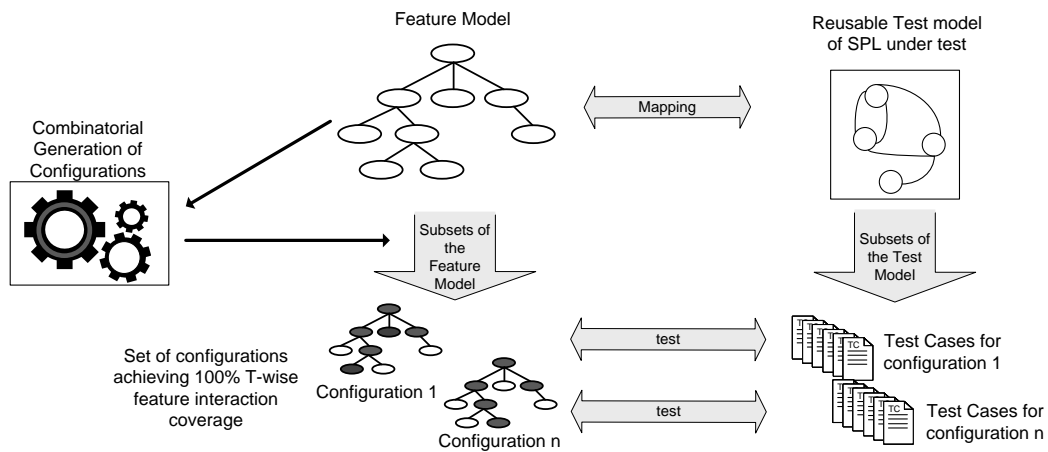 Feature Model
Reusable Test model
of SPL under test
Mapping
Combinatorial
Generation of
Configurations
Subsets of
the
Feature
Model
Subsets of
the Test
Model
Set of configurations
achieving 100% T-wise
feature interaction
coverage
Configuration 1
test
TC
Test Cases for
configuration 1
Configuration n
test
TC
Test Cases for
configuration n